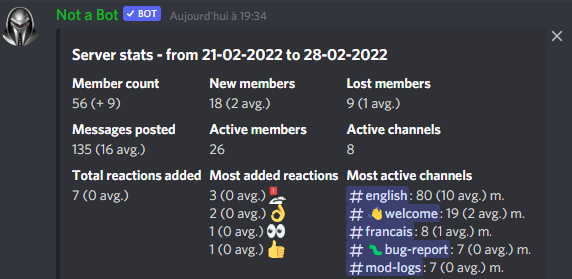 Not a Bot ✓ BOT Aujourd'hui à 19:34
Server stats - from 21-02-2022 to 28-02-2022
Member count New members Lost members
56 (+ 9) 18 (2 avg.) 9 (1 avg.)
Messages posted Active members Active channels
135 (16 avg.) 26 8
Total reactions added Most added reactions Most active channels
7 (0 avg.) 3 (0 avg.) # english: 80 (10 avg.) m.
2 (0 avg.) 👌 # 👋welcome: 19 (2 avg.) m.
1 (0 avg.) 👀 # francais: 8 (1 avg.) m.
1 (0 avg.) 👍 # 🐛bug-report: 7 (0 avg.) m.
# mod-logs: 7 (0 avg.) m.